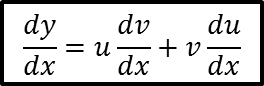 dy/dx = u dv/dx + v du/dx